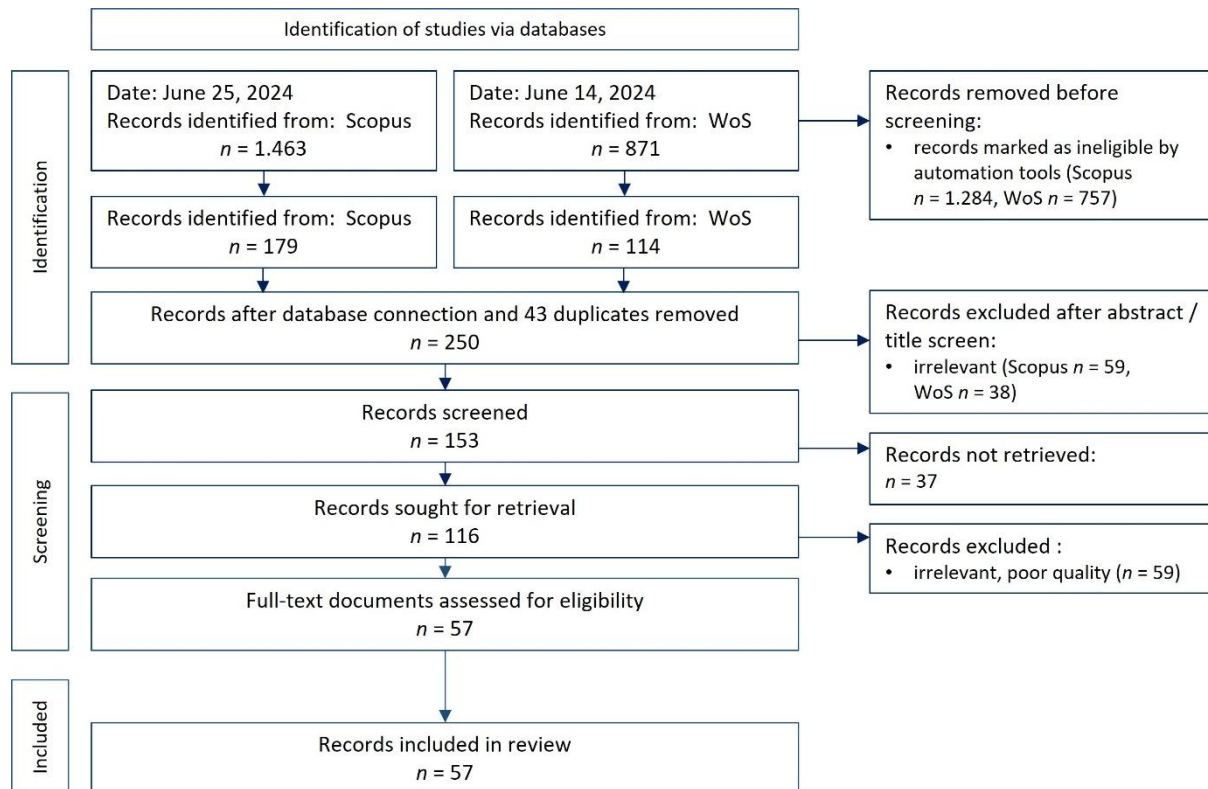 Identification of studies via databases
Identification
Date: June 25, 2024
Records identified from:  Scopus
n = 1.463
Date: June 14, 2024
Records identified from:  WoS
n = 871
Records removed before
screening:
• records marked as ineligible by
automation tools (Scopus
n = 1.284, WoS n = 757)
Records identified from: Scopus
n = 179
Records identified from:  WoS
n = 114
Records after database connection and 43 duplicates removed
n = 250
Records excluded after abstract /
title screen:
• irrelevant (Scopus n = 59,
WoS n = 38)
Screening
Records screened
n = 153
Records not retrieved:
n = 37
Records sought for retrieval
n = 116
Records excluded :
• irrelevant, poor quality (n = 59)
Full-text documents assessed for eligibility
n = 57
Included
Records included in review
n = 57